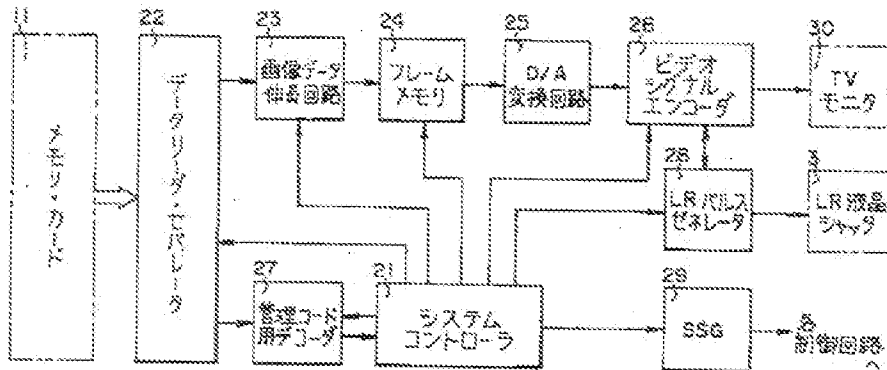 11
22
23
24
25
26
30
メモリ・カード
データリーダ・セパレータ
画像データ
伸長回路
フレーム
メモリ
D/A
変換回路
ビデオ
シグナル
エンコーダ
TV
モニタ
28
LRパルス
ゼネレータ
3
LR液晶
シャッタ
27
管理コード
用デコーダ
21
システム
コントローラ
29
SSG
各
制御回路
へ